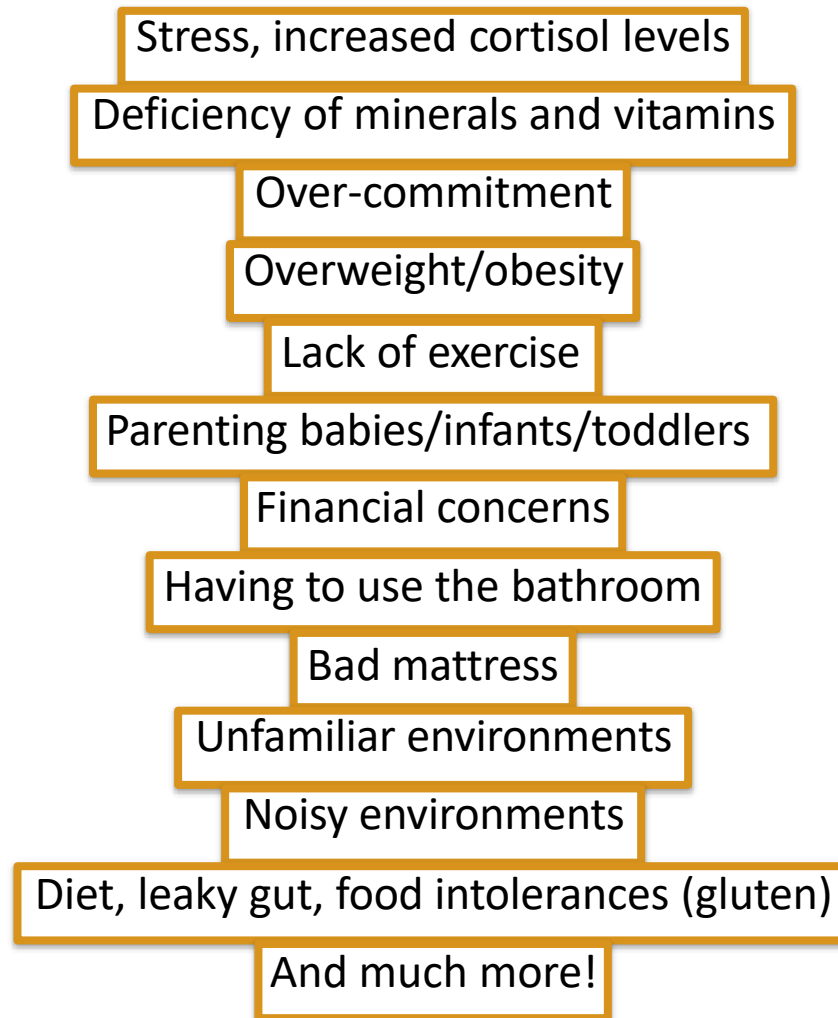 Stress, increased cortisol levels
Deficiency of minerals and vitamins
Over-commitment
Overweight/obesity
Lack of exercise
Parenting babies/infants/toddlers
Financial concerns
Having to use the bathroom
Bad mattress
Unfamiliar environments
Noisy environments
Diet, leaky gut, food intolerances (gluten)
And much more!